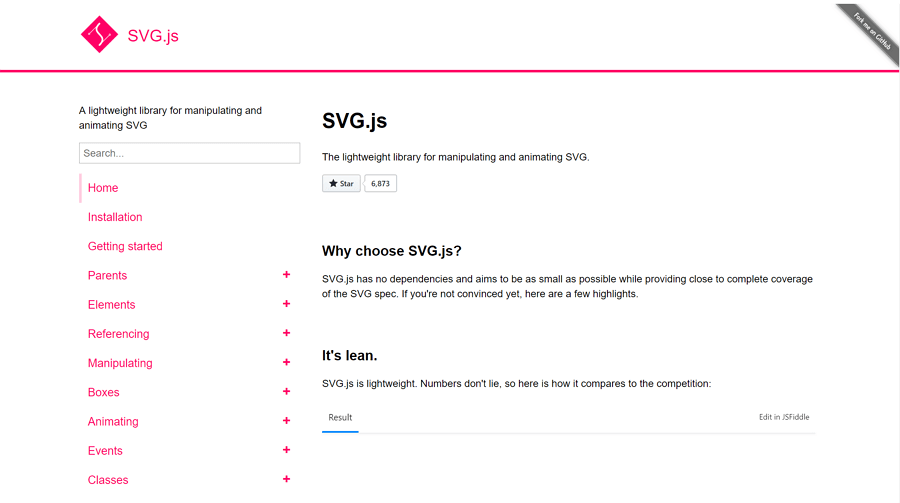 SVG.js
Fork me on GitHub
A lightweight library for manipulating and
animating SVG
Search...
Home
Installation
Getting started
Parents +
Elements +
Referencing +
Manipulating +
Boxes +
Animating +
Events +
Classes +
SVG.js
The lightweight library for manipulating and animating SVG.
Star 6,873
Why choose SVG.js?
SVG.js has no dependencies and aims to be as small as possible while providing close to complete coverage
of the SVG spec. If you're not convinced yet, here are a few highlights.
It's lean.
SVG.js is lightweight. Numbers don't lie, so here is how it compares to the competition:
Result Edit in JSFiddle